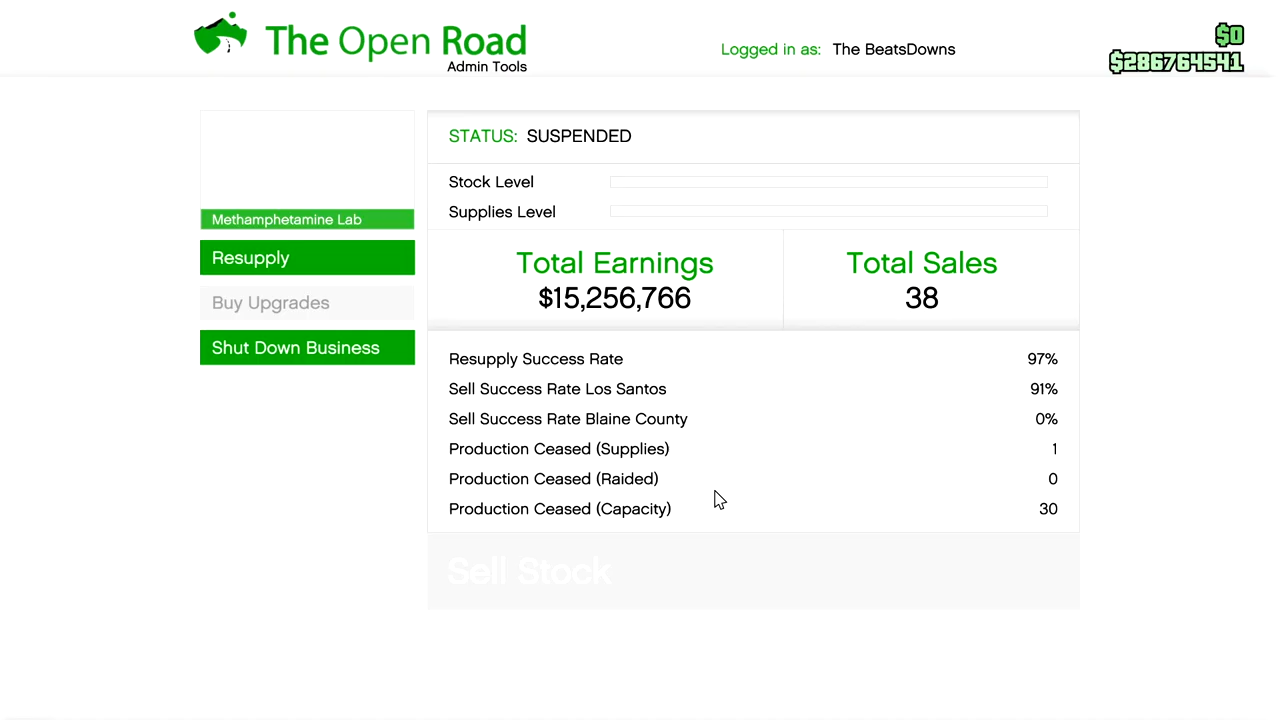 The Open Road
Admin Tools
Logged in as: The BeatsDowns
$0
$286764541
STATUS: SUSPENDED
Stock Level
Supplies Level
Methamphetamine Lab
Resupply
Buy Upgrades
Shut Down Business
Total Earnings
$15,256,766
Total Sales
38
Resupply Success Rate 97%
Sell Success Rate Los Santos 91%
Sell Success Rate Blaine County 0%
Production Ceased (Supplies) 1
Production Ceased (Raided) 0
Production Ceased (Capacity) 30
Sell Stock